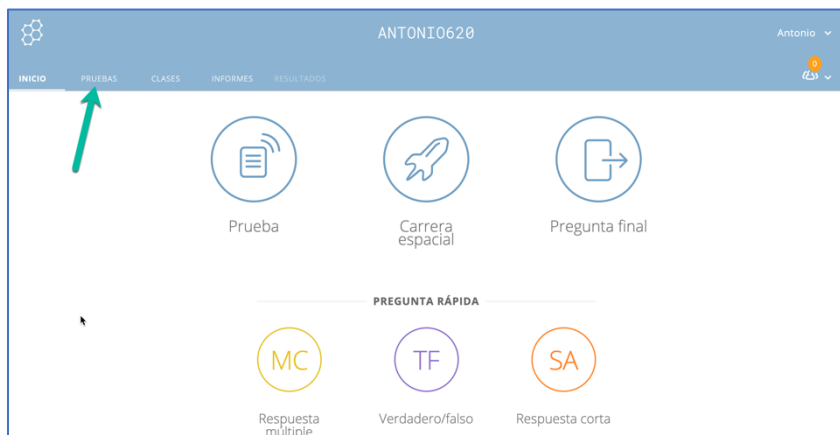 ANTONIO620
Antonio
INICIO PRUEBAS CLASES INFORMES RESULTADOS
0
Prueba
Carrera
espacial
Pregunta final
PREGUNTA RÁPIDA
MC
TF
SA
Respuesta
múltiple
Verdadero/falso
Respuesta corta